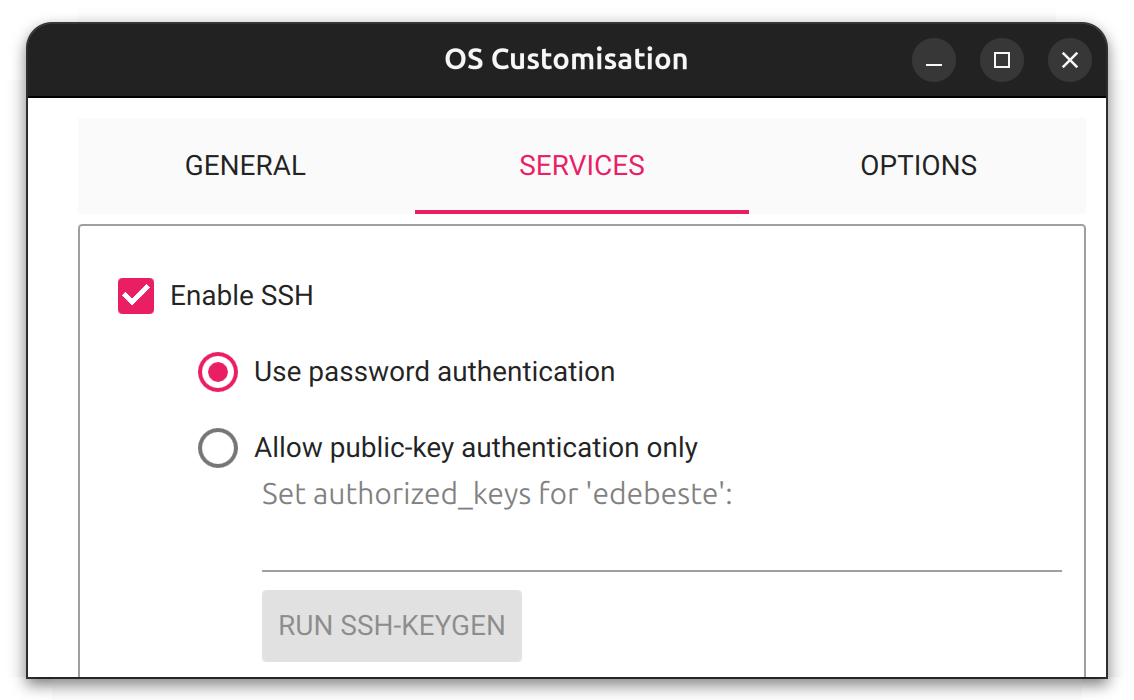 OS Customisation
GENERAL SERVICES OPTIONS
Enable SSH
Use password authentication
Allow public-key authentication only
Set authorized_keys for 'edebeste':
RUN SSH-KEYGEN